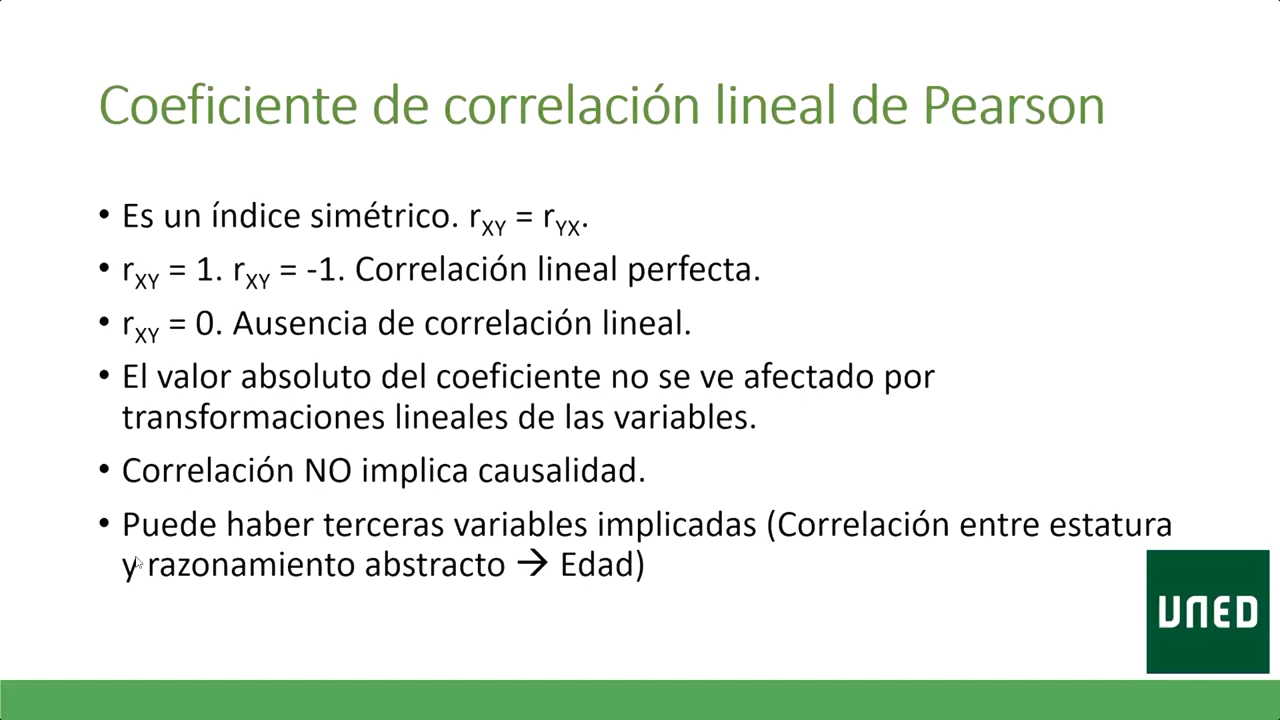 Coeficiente de correlación lineal de Pearson
• Es un índice simétrico. rXY = rYX.
• rXY = 1. rXY = -1. Correlación lineal perfecta.
• rXY = 0. Ausencia de correlación lineal.
• El valor absoluto del coeficiente no se ve afectado por
transformaciones lineales de las variables.
• Correlación NO implica causalidad.
• Puede haber terceras variables implicadas (Correlación entre estatura
y razonamiento abstracto → Edad)
UNED